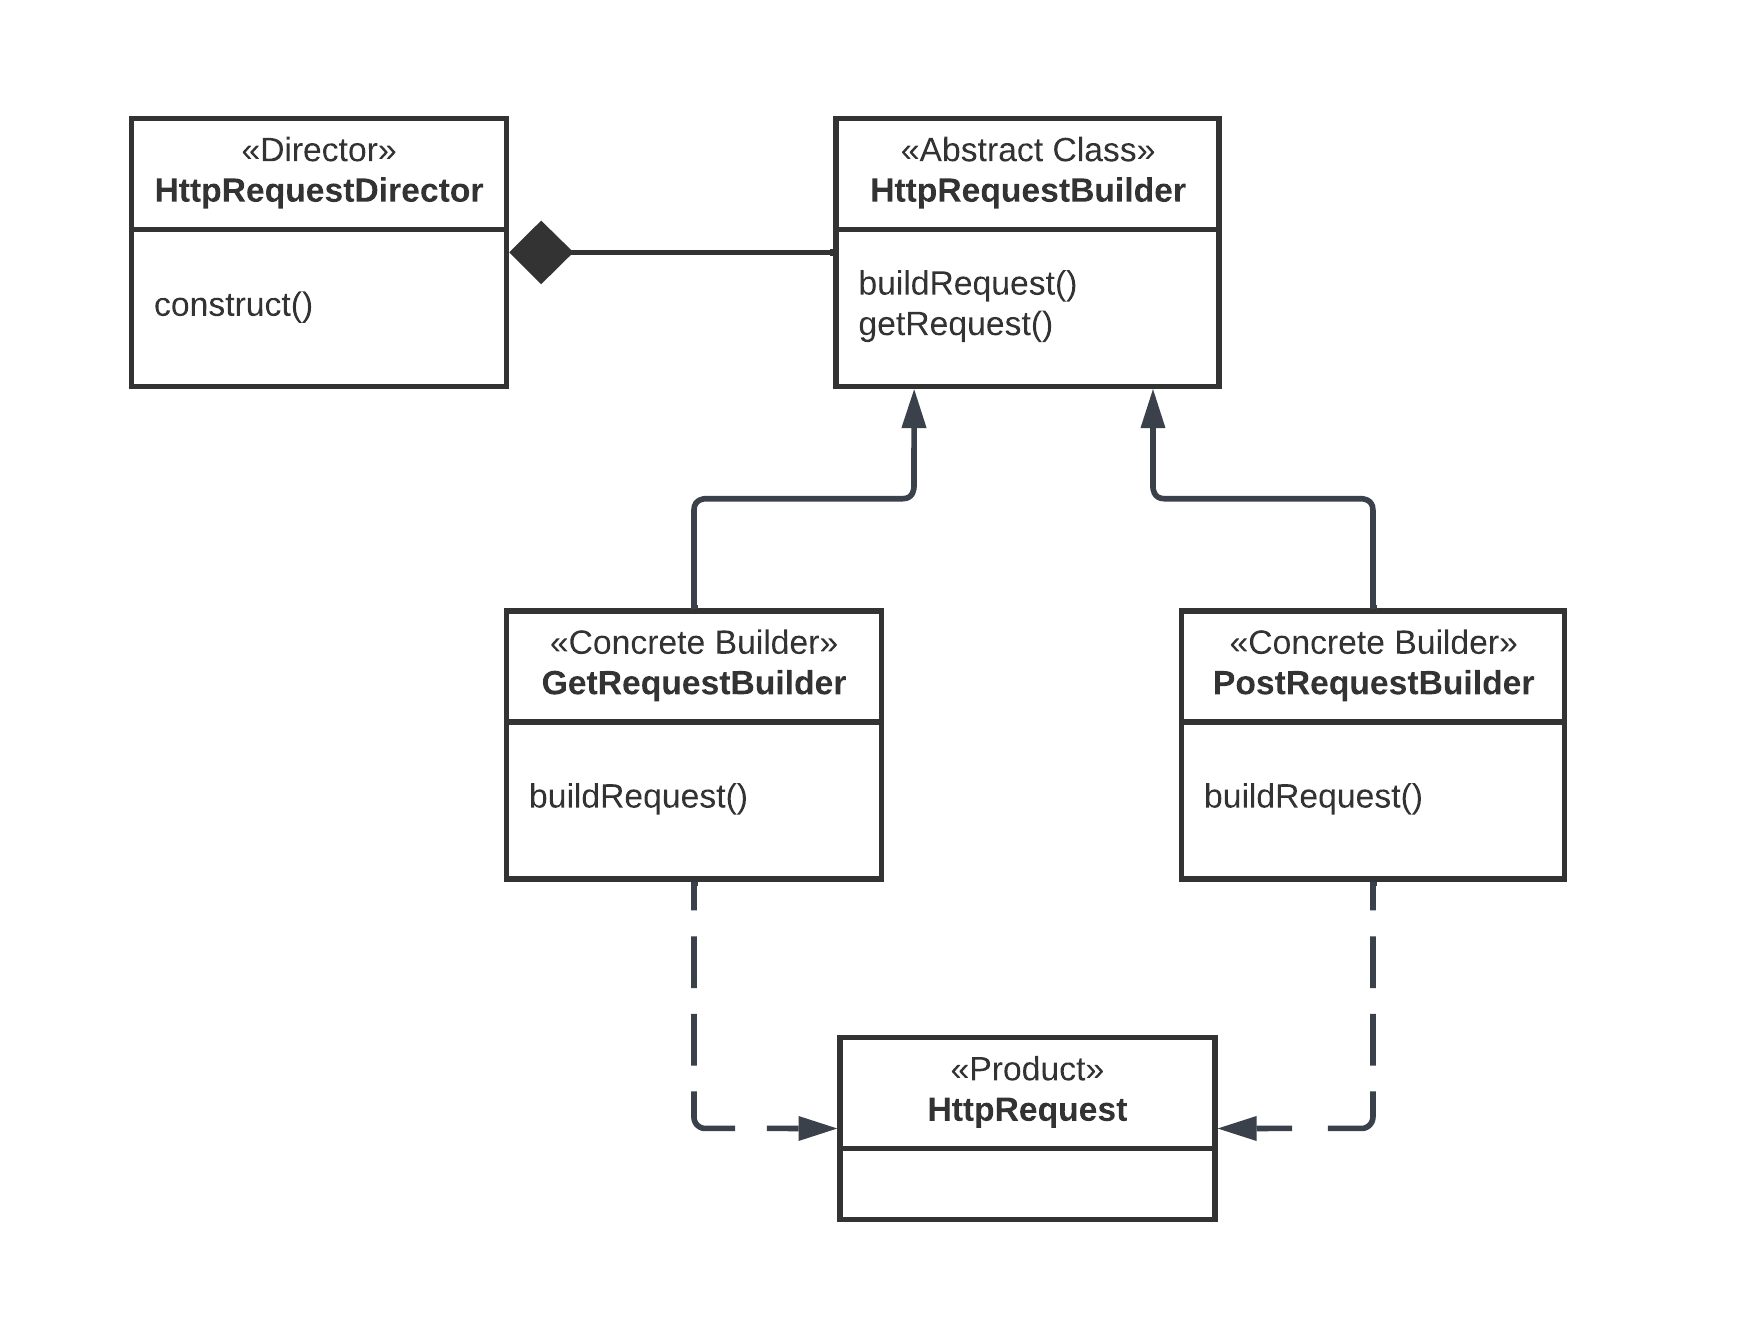 «Director»
HttpRequestDirector
construct()
«Abstract Class»
HttpRequestBuilder
buildRequest()
getRequest()
«Concrete Builder»
GetRequestBuilder
buildRequest()
«Concrete Builder»
PostRequestBuilder
buildRequest()
«Product»
HttpRequest